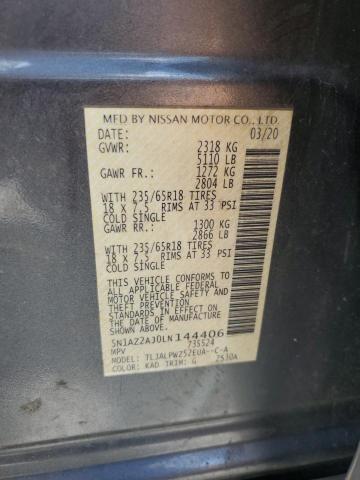 MFD BY NISSAN MOTOR CO., LTD.
DATE: 03/20
GVWR: 2318 KG
5110 LB
GAWR FR.: 1272 KG
2804 LB
WITH 235/65R18 TIRES
18 X 7.5 RIMS AT 33 PSI
COLD SINGLE
GAWR RR.: 1300 KG
2866 LB
WITH 235/65R18 TIRES
18 X 7.5 RIMS AT 33 PSI
COLD SINGLE
THIS VEHICLE CONFORMS TO
ALL APPLICABLE FEDERAL
MOTOR VEHICLE SAFETY AND
THEFT PREVENTION
STANDARDS IN EFFECT ON
THE DATE OF MANUFACTURE
SHOWN ABOVE.
5N1AZ2AJ0LN144406
MPV 735524
MODEL: TLJALPWZ52EUA--C-A
COLOR: KAD TRIM: G Z530A